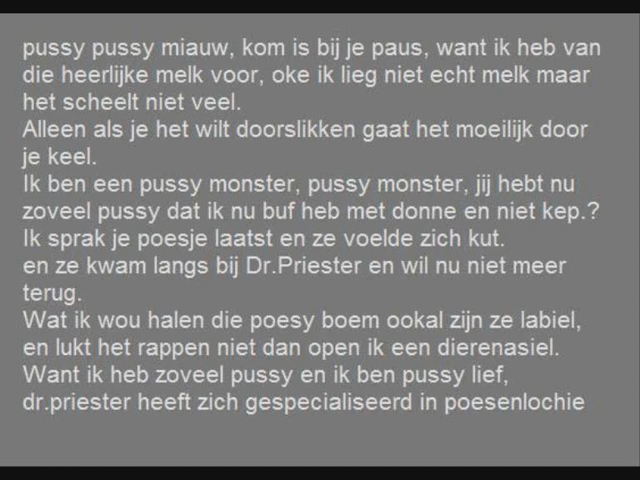 pussy pussy miauw, kom is bij je paus, want ik heb van
die heerlijke melk voor, oke ik lieg niet echt melk maar
het scheelt niet veel.
Alleen als je het wilt doorslikken gaat het moeilijk door
je keel.
Ik ben een pussy monster, pussy monster, jij hebt nu
zoveel pussy dat ik nu buf heb met donne en niet kep.?
Ik sprak je poesje laatst en ze voelde zich kut.
en ze kwam langs bij Dr.Priester en wil nu niet meer
terug.
Wat ik wou halen die poesy boem ookal zijn ze labiel,
en lukt het rappen niet dan open ik een dierenasiel.
Want ik heb zoveel pussy en ik ben pussy lief,
dr.priester heeft zich gespecialiseerd in poesenlochie